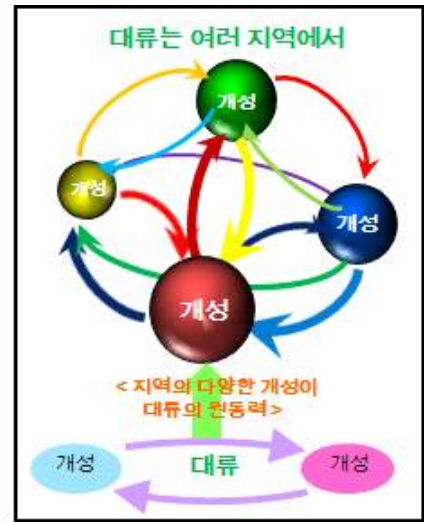 대류는 여러 지역에서
개성
개성
개성
개성
< 지역의 다양한 개성이
대류의 원동력 >
개성
대류
개성